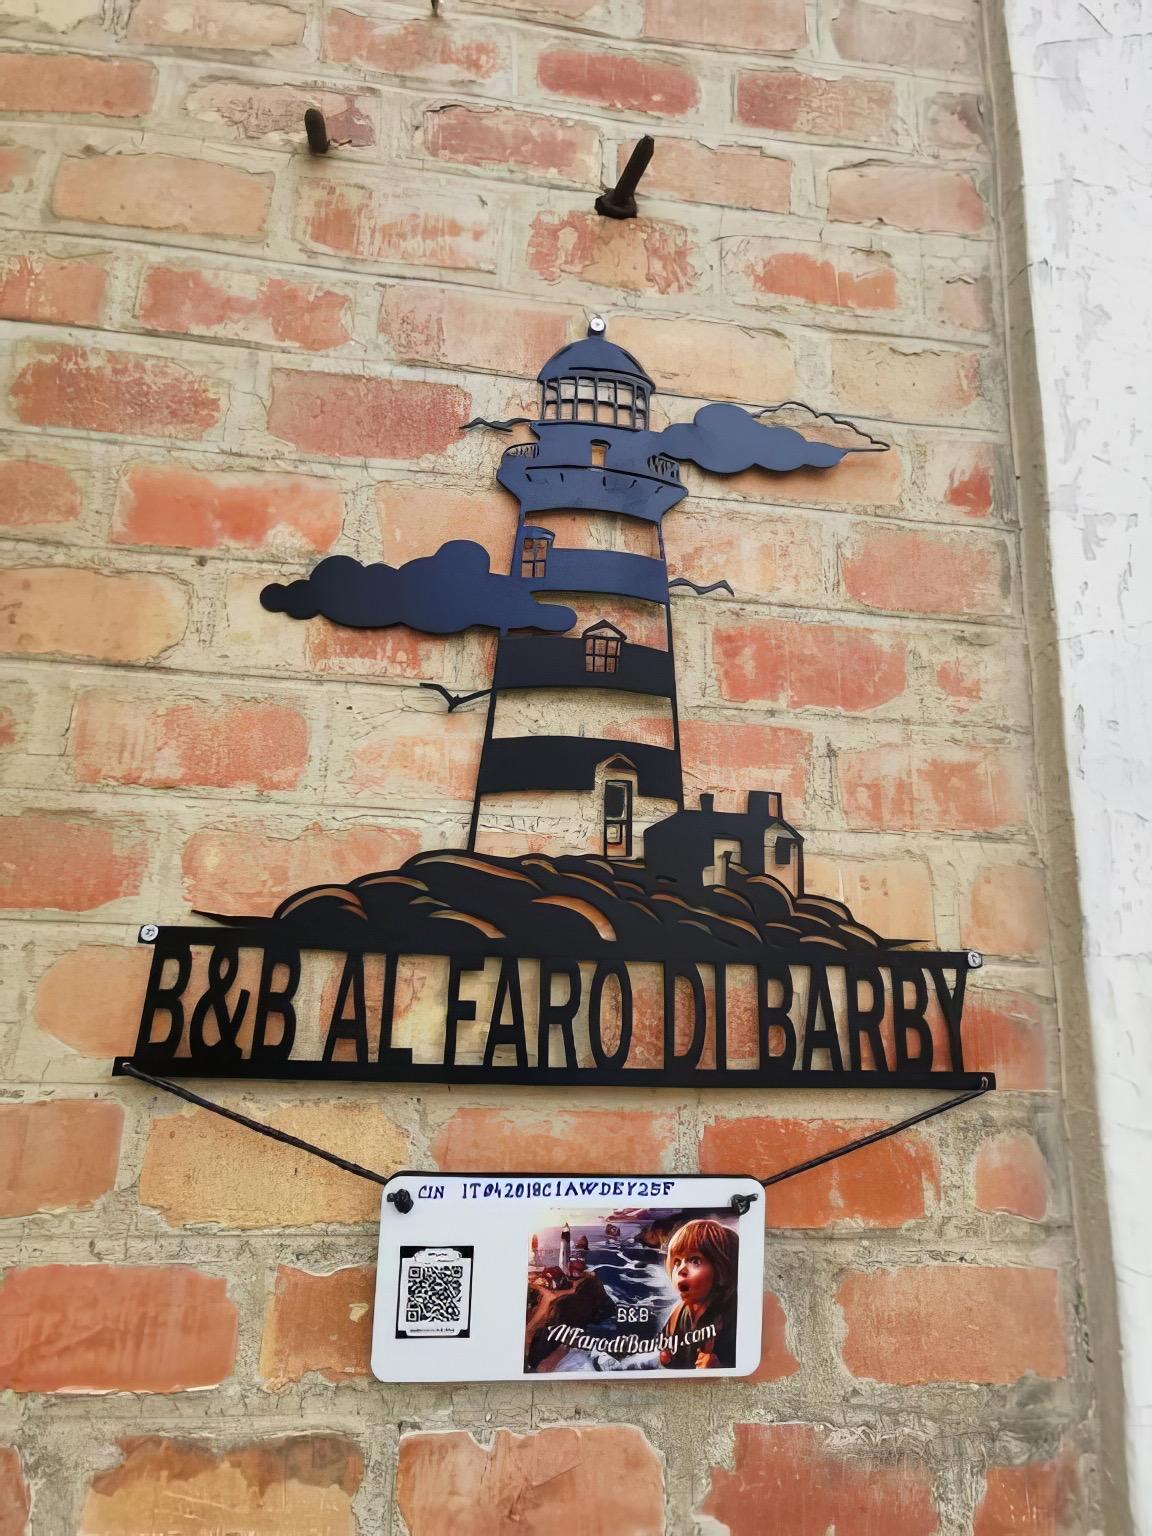 B&B AL FARO DI BARBY
CIN IT042018C1AWDEY25F
B&B
AlFarodiBarby.com